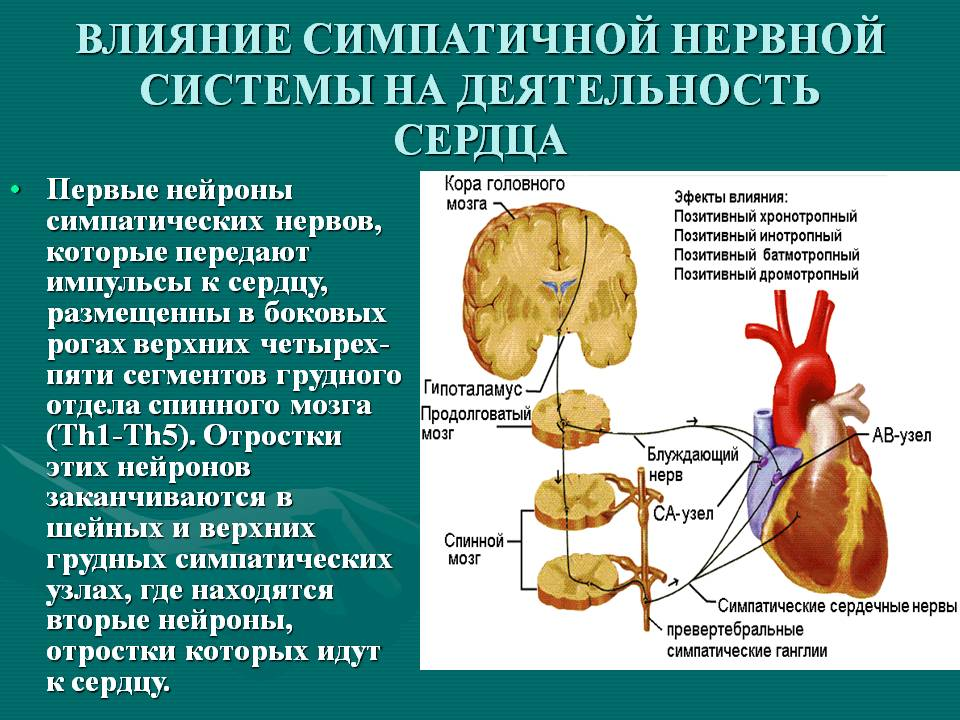 ВЛИЯНИЕ СИМПАТИЧНОЙ НЕРВНОЙ
СИСТЕМЫ НА ДЕЯТЕЛЬНОСТЬ
СЕРДЦА
• Первые нейроны
симпатических нервов,
которые передают
импульсы к сердцу,
размещенны в боковых
рогах верхних четырех-
пяти сегментов грудного
отдела спинного мозга
(Th1-Th5). Отростки
этих нейронов
заканчиваются в
шейных и верхних
грудных симпатических
узлах, где находятся
вторые нейроны,
отростки которых идут
к сердцу.
Кора головного
мозга
Эфекты влияния:
Позитивный хронотропный
Позитивный инотропный
Позитивный батмотропный
Позитивный дромотропный
Гипоталамус
Продолговатый
мозг
Блуждающий
нерв
АВ-узел
СА-узел
Спинной
мозг
Симпатические сердечные нервы
превертебральные
симпатические ганглии